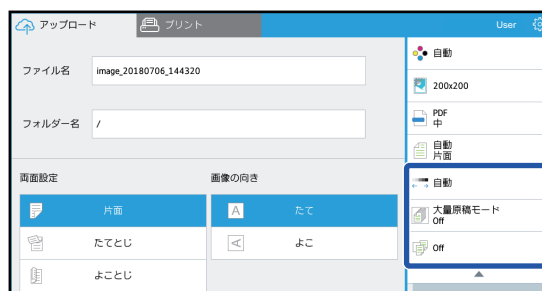 アップロード
プリント
User
ファイル名
image_20180706_144320
フォルダー名
/
両面設定
画像の向き
片面
たてとじ
よことじ
A
たて
A
よこ
自動
200x200
PDF
中
自動
片面
自動
大量原稿モード
Off
Off